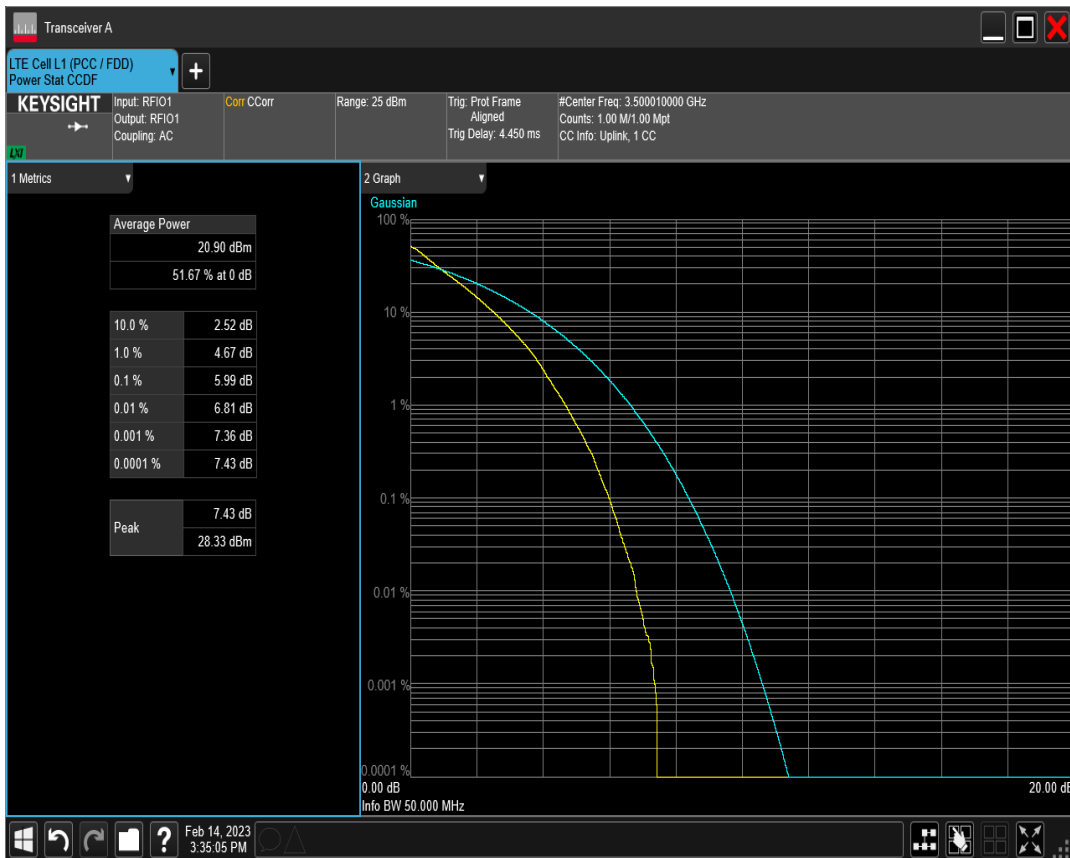 Transceiver A
LTE Cell L1 (PCC / FDD)
Power Stat CCDF
KEYSIGHT
LXI
Input: RFIO1
Output: RFIO1
Coupling: AC
Corr CCorr
Range: 25 dBm
Trig: Prot Frame
Aligned
Trig Delay: 4.450 ms
#Center Freq: 3.500010000 GHz
Counts: 1.00 M/1.00 Mpt
CC Info: Uplink, 1 CC
1 Metrics
Average Power
20.90 dBm
51.67 % at 0 dB
10.0 % 2.52 dB
1.0 % 4.67 dB
0.1 % 5.99 dB
0.01 % 6.81 dB
0.001 % 7.36 dB
0.0001 % 7.43 dB
Peak
7.43 dB
28.33 dBm
2 Graph
Gaussian
100 %
10 %
1 %
0.1 %
0.01 %
0.001 %
0.0001 %
0.00 dB
20.00 dB
Info BW 50.000 MHz
Feb 14, 2023
3:35:05 PM